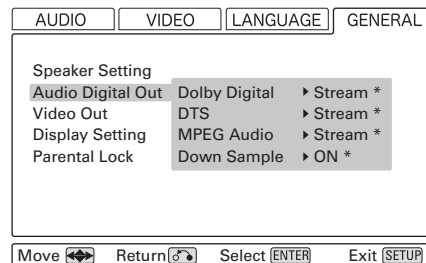 AUDIO VIDEO LANGUAGE GENERAL
Speaker Setting
Audio Digital Out Dolby Digital Stream *
Video Out DTS Stream *
Display Setting MPEG Audio Stream *
Parental Lock Down Sample ON *
Move Return Select ENTER Exit SETUP